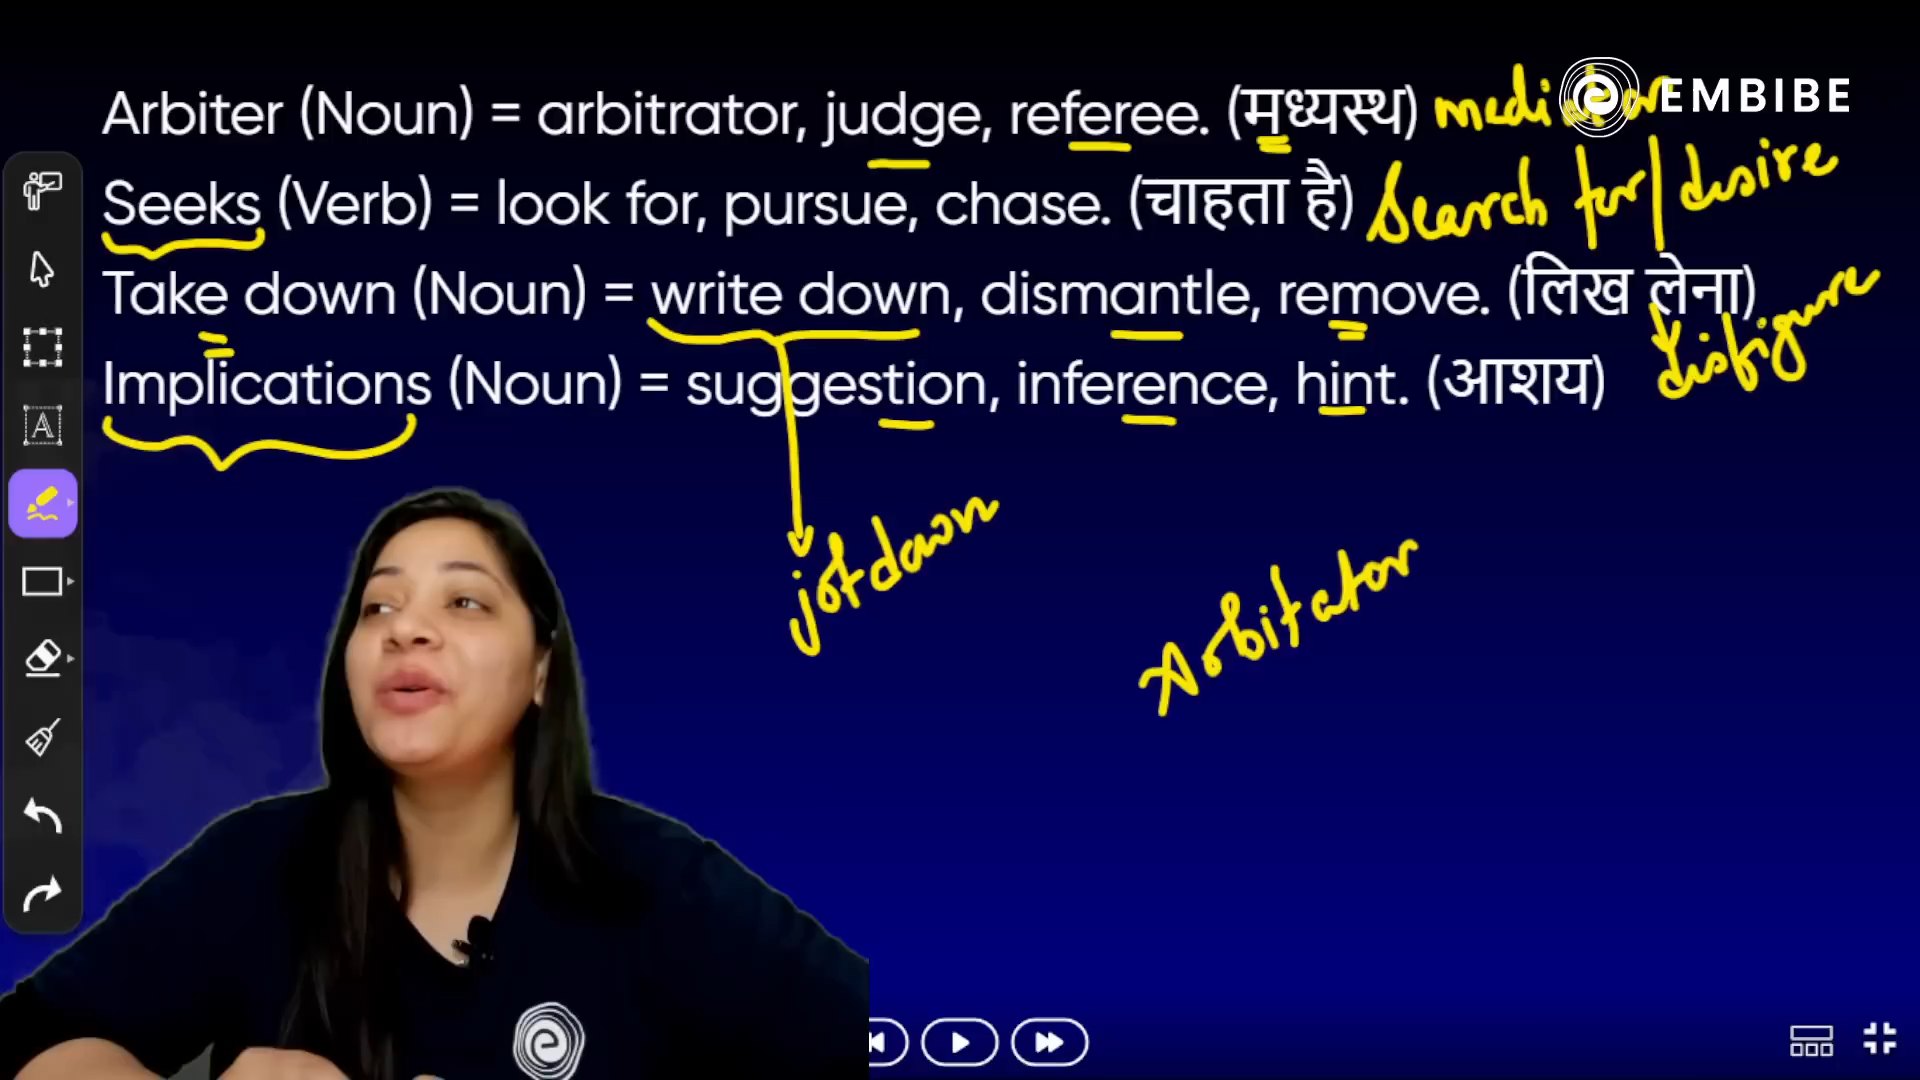 Arbiter (Noun) = arbitrator, judge, referee. (मध्यस्थ)
EMBIBE
Seeks (Verb) = look for, pursue, chase. (चाहता है) Search for/desire
Take down (Noun) = write down, dismantle, remove. (लिख लेना)
disfigure
Implications (Noun) = suggestion, inference, hint. (आशय)
jot down
Arbitator